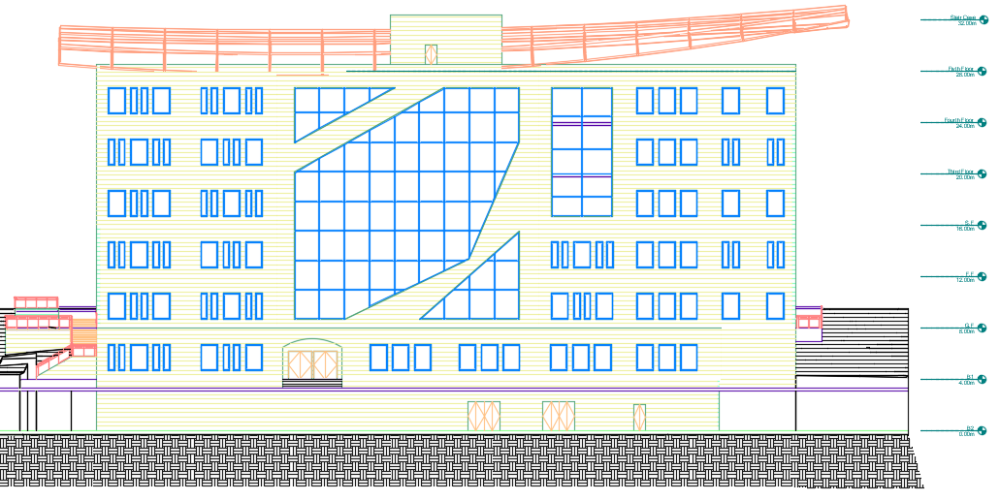 Stair Case
32.00m
Fifth Floor
28.00m
Fourth Floor
24.00m
Third Floor
20.00m
S.F
16.00m
F.F
12.00m
G.F
8.00m
B1
4.00m
B2
0.00m